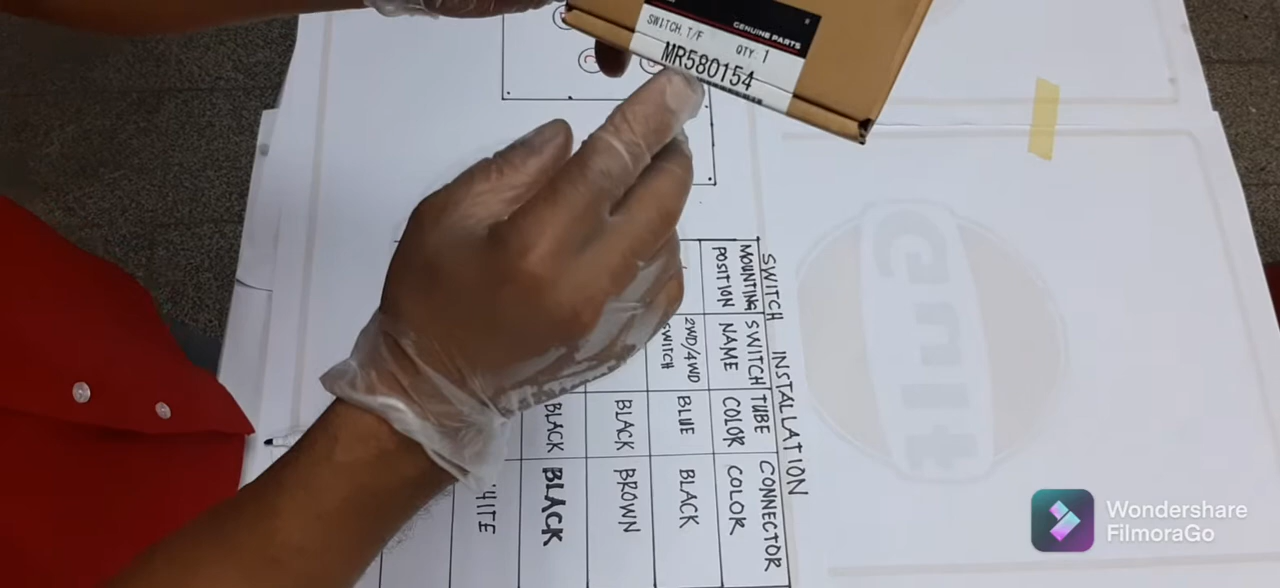 GENUINE PARTS
SWITCH, T/F
QTY: 1
MR580154
SWITCH INSTALLATION
MOUNTING POSITION
SWITCH NAME
TUBE COLOR
CONNECTOR COLOR
2WD/4WD SWITCH
BLUE
BLACK
BLACK
BROWN
BLACK
BLACK
Wondershare
FilmoraGo